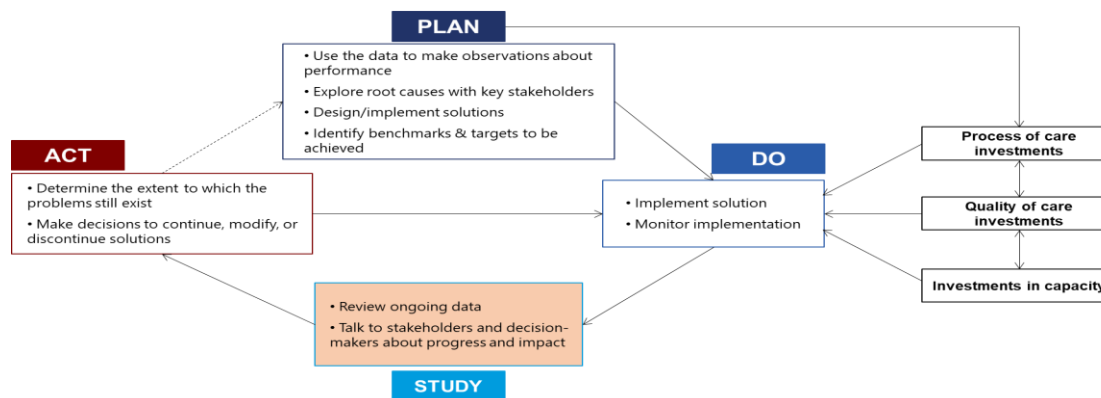 PLAN
• Use the data to make observations about
performance
• Explore root causes with key stakeholders
• Design/implement solutions
• Identify benchmarks & targets to be
achieved
ACT
• Determine the extent to which the
problems still exist
• Make decisions to continue, modify, or
discontinue solutions
DO
• Implement solution
• Monitor implementation
Process of care
investments
Quality of care
investments
Investments in capacity
• Review ongoing data
• Talk to stakeholders and decision-
makers about progress and impact
STUDY